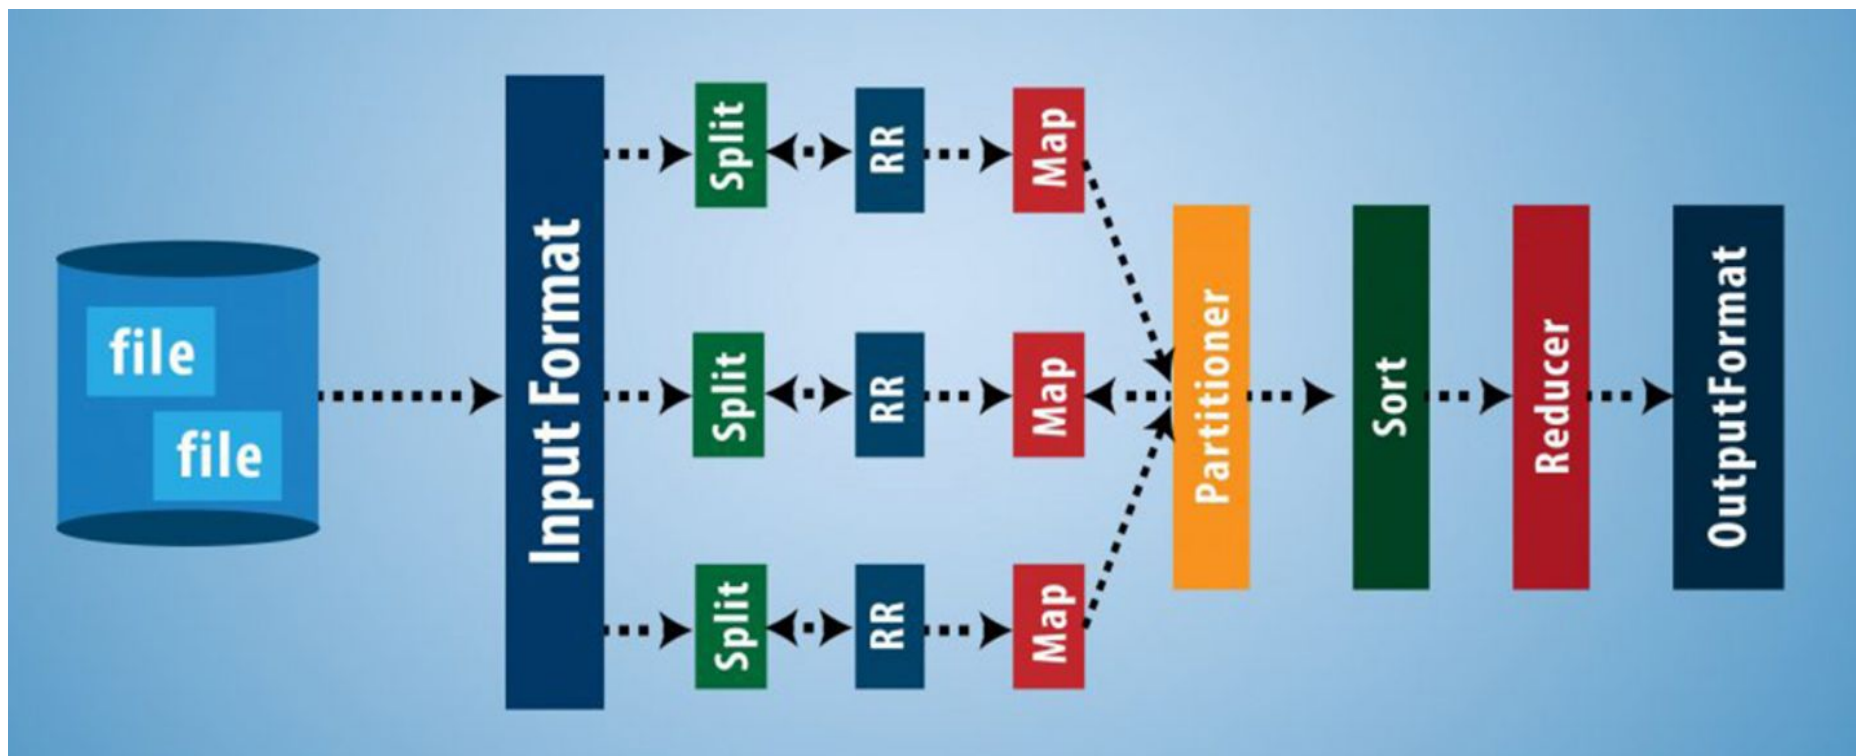 file
file
Input Format
Split
RR
Map
Split
RR
Map
Split
RR
Map
Partitioner
Sort
Reducer
OutputFormat